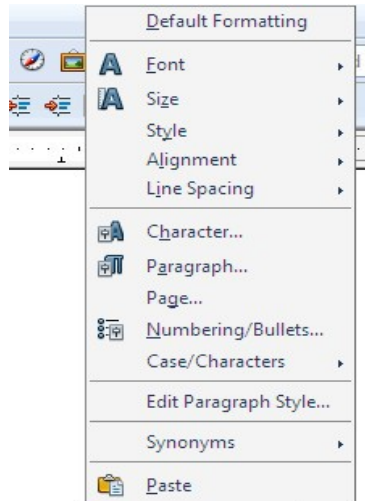 Default Formatting
Font
Size
Style
Alignment
Line Spacing
Character...
Paragraph...
Page...
Numbering/Bullets...
Case/Characters
Edit Paragraph Style...
Synonyms
Paste